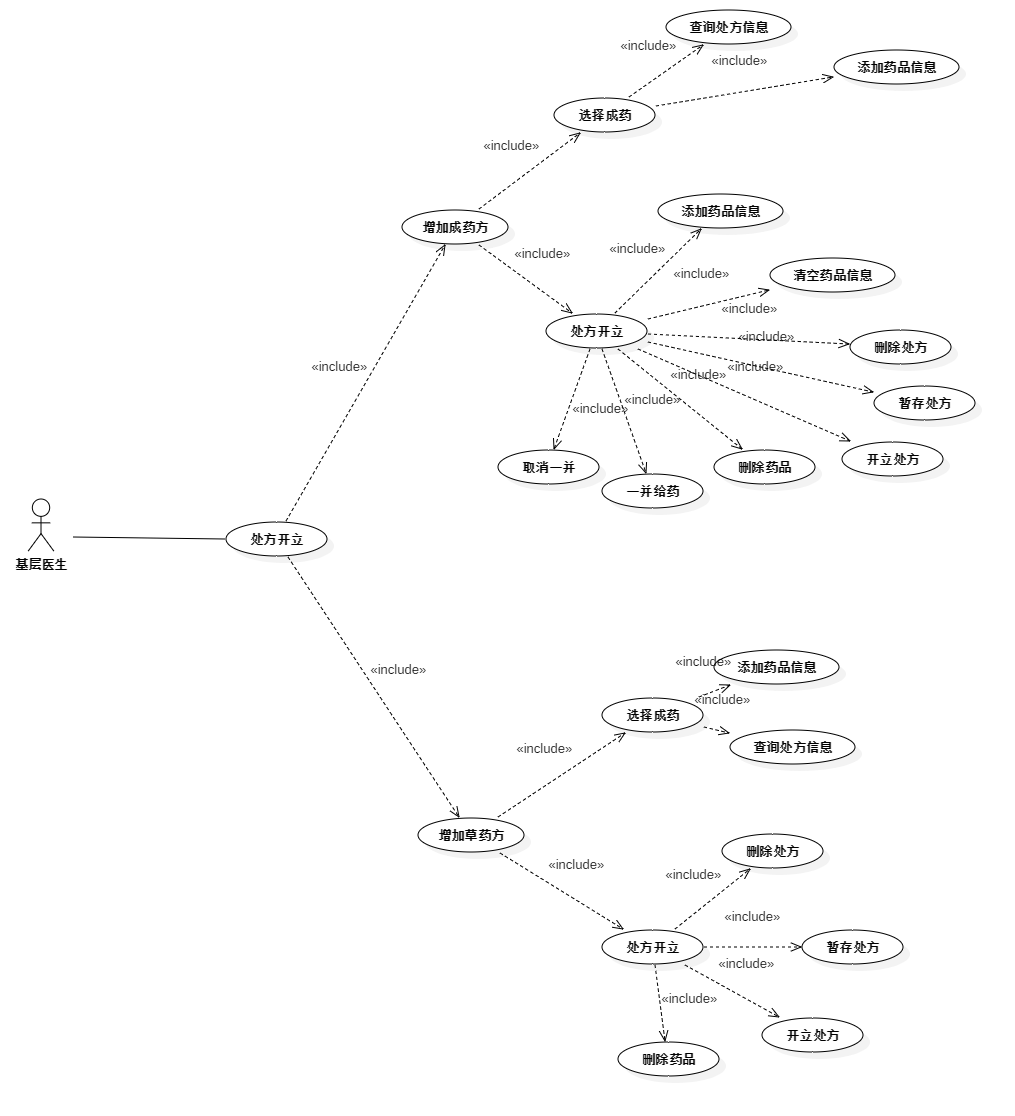 查询处方信息
«include»
«include»
添加药品信息
选择成药
«include»
添加药品信息
增加成药方
«include»
«include»
«include»
清空药品信息
«include»
处方开立
«include»
删除处方
«include»
«include»
«include»
«include»
暂存处方
开立处方
取消一并
删除药品
一并给药
«include»
处方开立
基层医生
«include»
«include»
添加药品信息
«include»
选择成药
«include»
查询处方信息
增加草药方
«include»
删除处方
«include»
«include»
处方开立
暂存处方
«include»
«include»
开立处方
删除药品